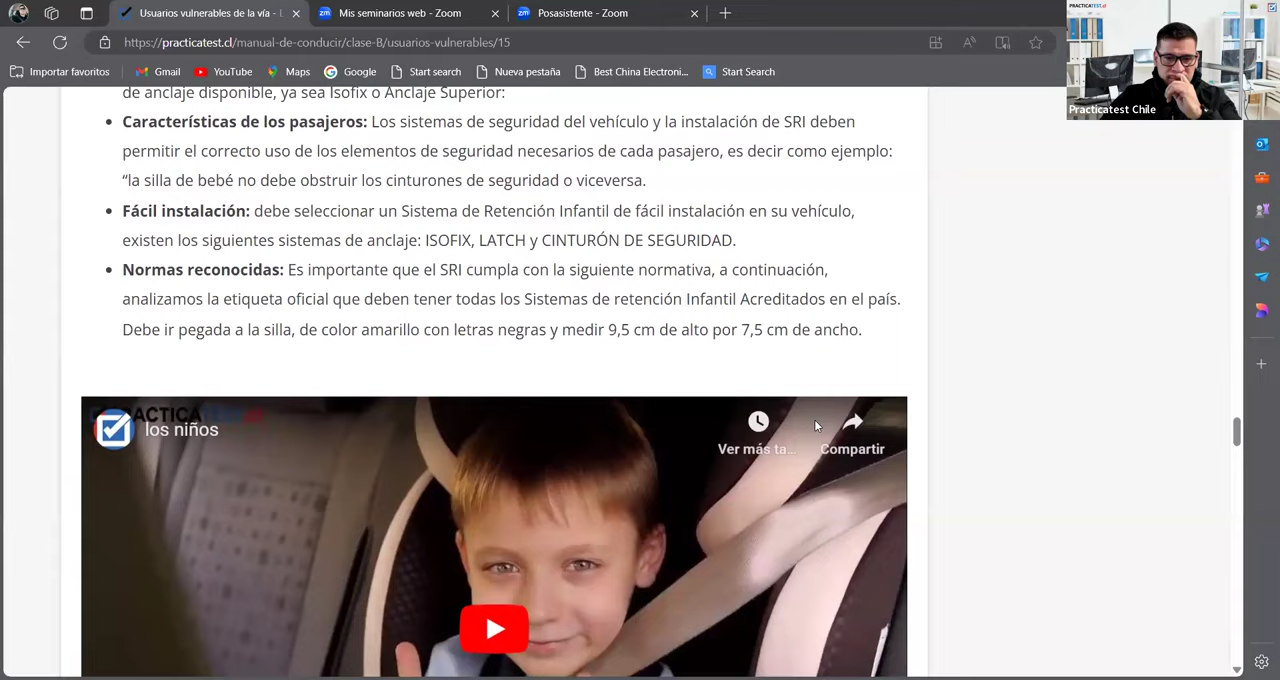 Usuarios vulnerables de la vía - L
Mis seminarios web - Zoom
Posasistente - Zoom
https://practicatest.cl/manual-de-conducir/clase-B/usuarios-vulnerables/15
Importar favoritos
Gmail
YouTube
Maps
Google
Start search
Nueva pestaña
Best China Electroni...
Start Search
PRACTICATEST.cl
Practicatest Chile
de anclaje disponible, ya sea Isofix o Anclaje Superior:
• Características de los pasajeros: Los sistemas de seguridad del vehículo y la instalación de SRI deben
permitir el correcto uso de los elementos de seguridad necesarios de cada pasajero, es decir como ejemplo:
“la silla de bebé no debe obstruir los cinturones de seguridad o viceversa.
• Fácil instalación: debe seleccionar un Sistema de Retención Infantil de fácil instalación en su vehículo,
existen los siguientes sistemas de anclaje: ISOFIX, LATCH y CINTURÓN DE SEGURIDAD.
• Normas reconocidas: Es importante que el SRI cumpla con la siguiente normativa, a continuación,
analizamos la etiqueta oficial que deben tener todas los Sistemas de retención Infantil Acreditados en el país.
Debe ir pegada a la silla, de color amarillo con letras negras y medir 9,5 cm de alto por 7,5 cm de ancho.
PRACTICATEST.cl
los niños
Ver más ta...
Compartir